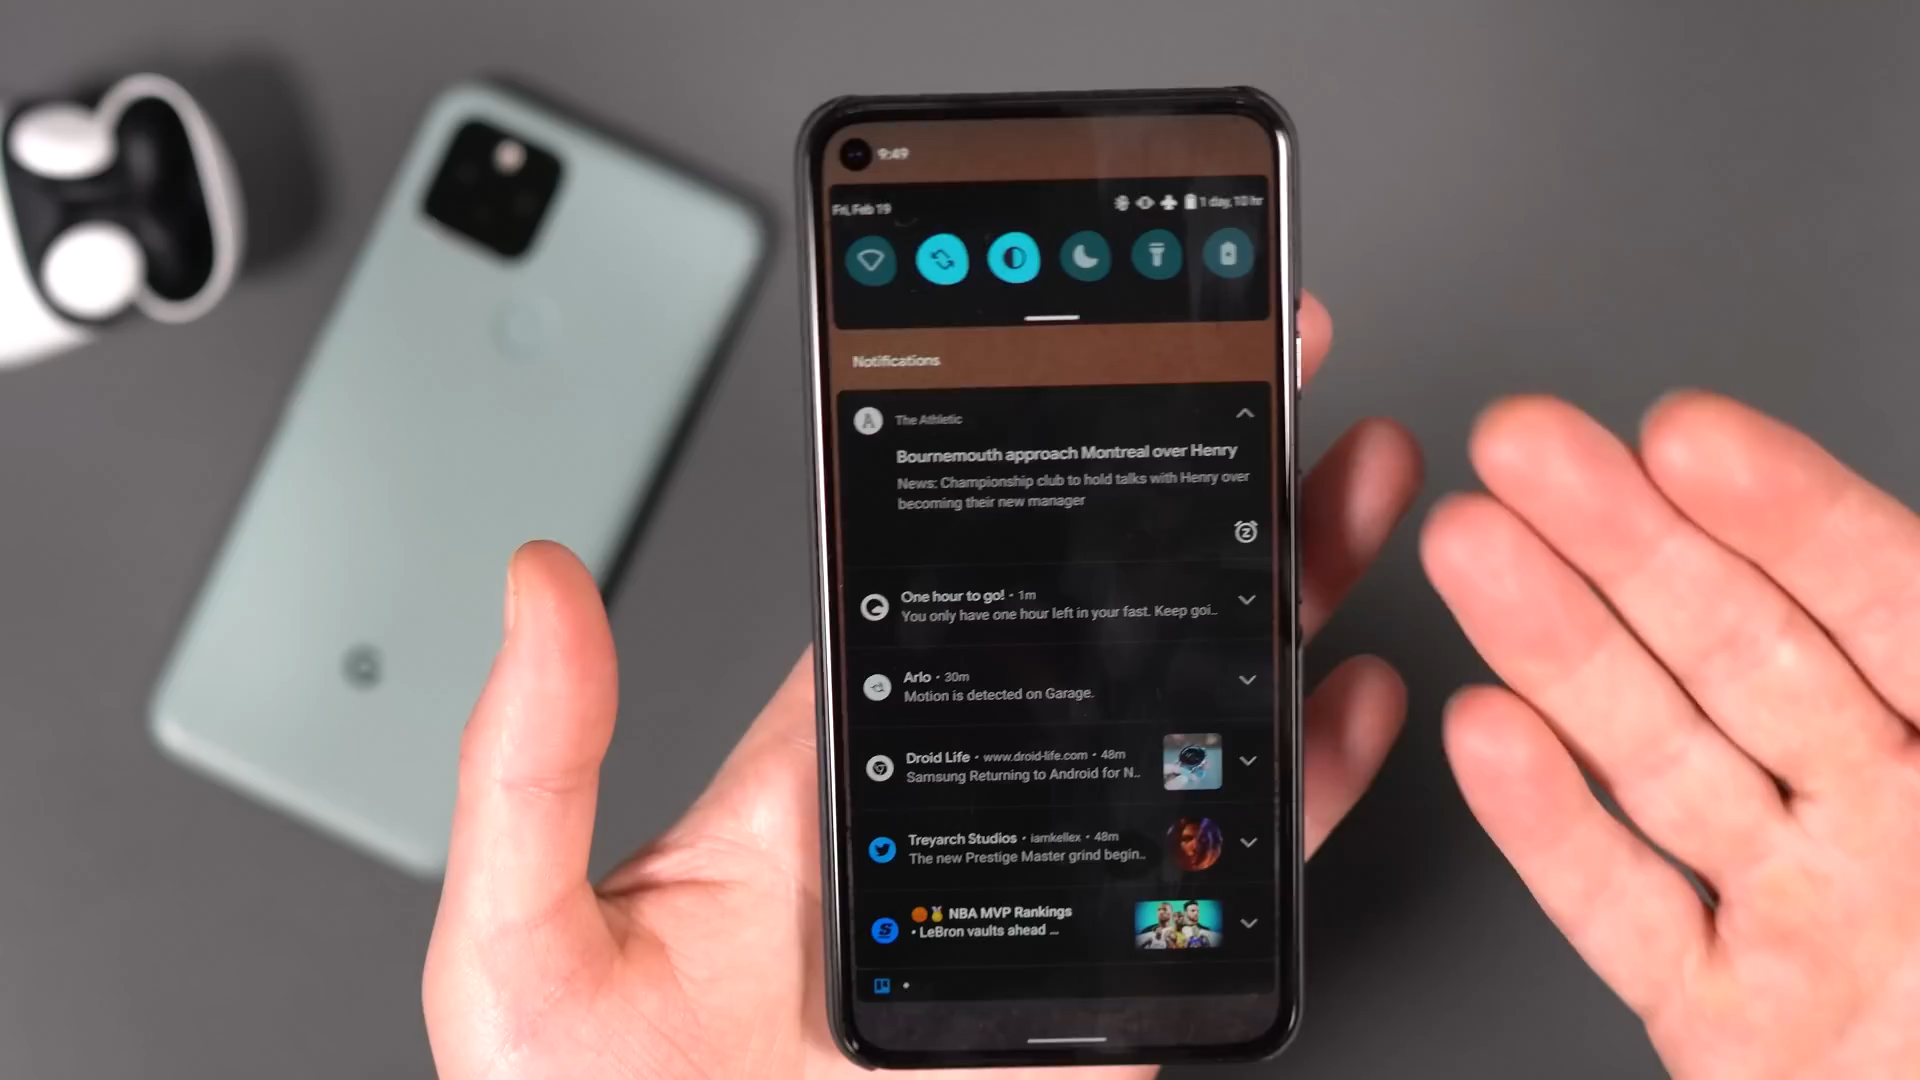 9:49
Fri, Feb 19
1 day, 10 hr
Notifications
A
The Athletic
Bournemouth approach Montreal over Henry
News: Championship club to hold talks with Henry over
becoming their new manager
One hour to go! • 1m
You only have one hour left in your fast. Keep goi..
Arlo • 30m
Motion is detected on Garage.
Droid Life • www.droid-life.com • 48m
Samsung Returning to Android for N..
Treyarch Studios • iamkellex • 48m
The new Prestige Master grind begin..
NBA MVP Rankings
S
• LeBron vaults ahead ...